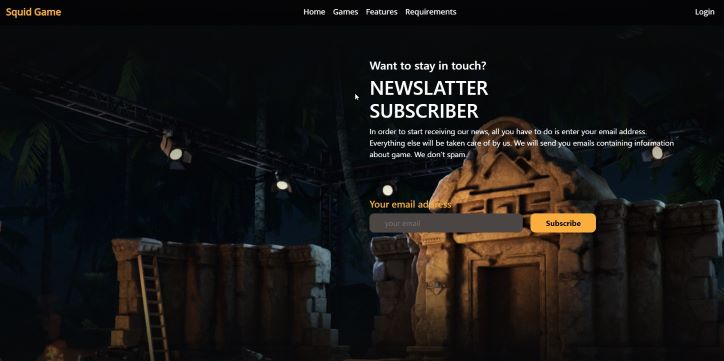 Squid Game
Home Games Features Requirements
Login
Want to stay in touch?
NEWSLATTER
SUBSCRIBER
In order to start receiving our news, all you have to do is enter your email address.
Everything else will be taken care of by us. We will send you emails containing information
about game. We don't spam.
Your email address
your email
Subscribe